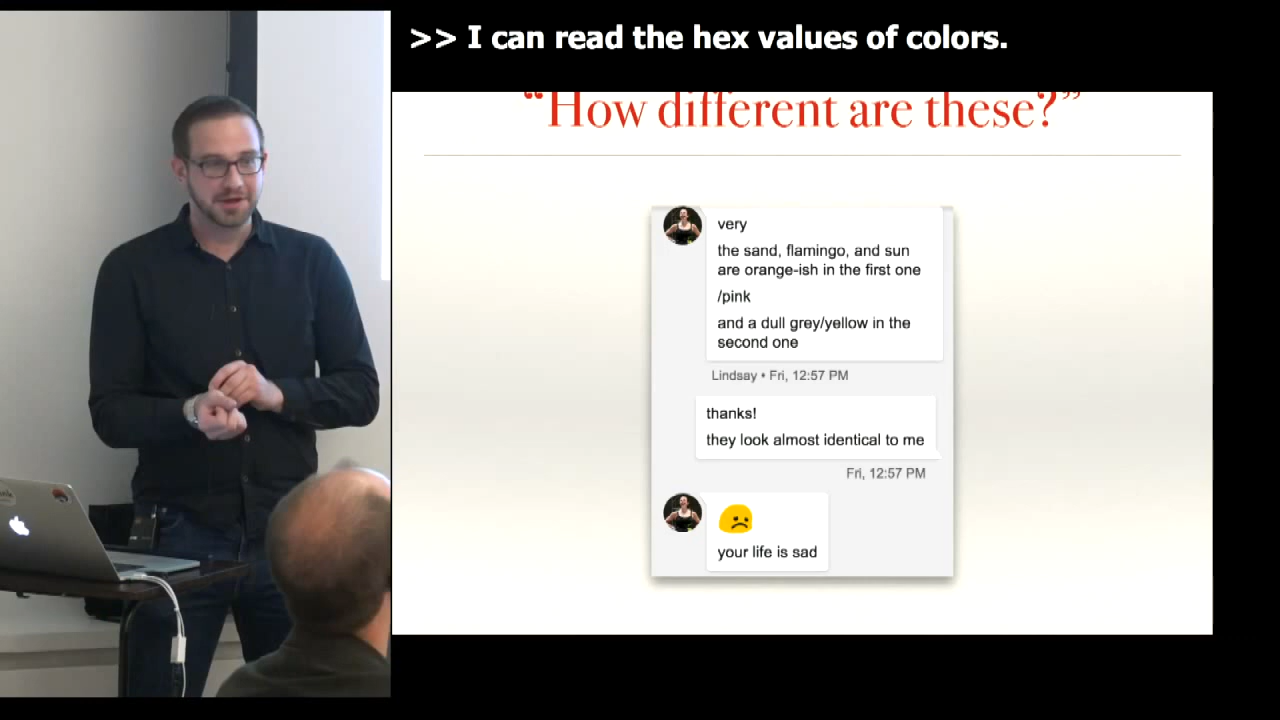 >> I can read the hex values of colors.
“How different are these?”
very
the sand, flamingo, and sun
are orange-ish in the first one
/pink
and a dull grey/yellow in the
second one
Lindsay • Fri, 12:57 PM
thanks!
they look almost identical to me
Fri, 12:57 PM
your life is sad